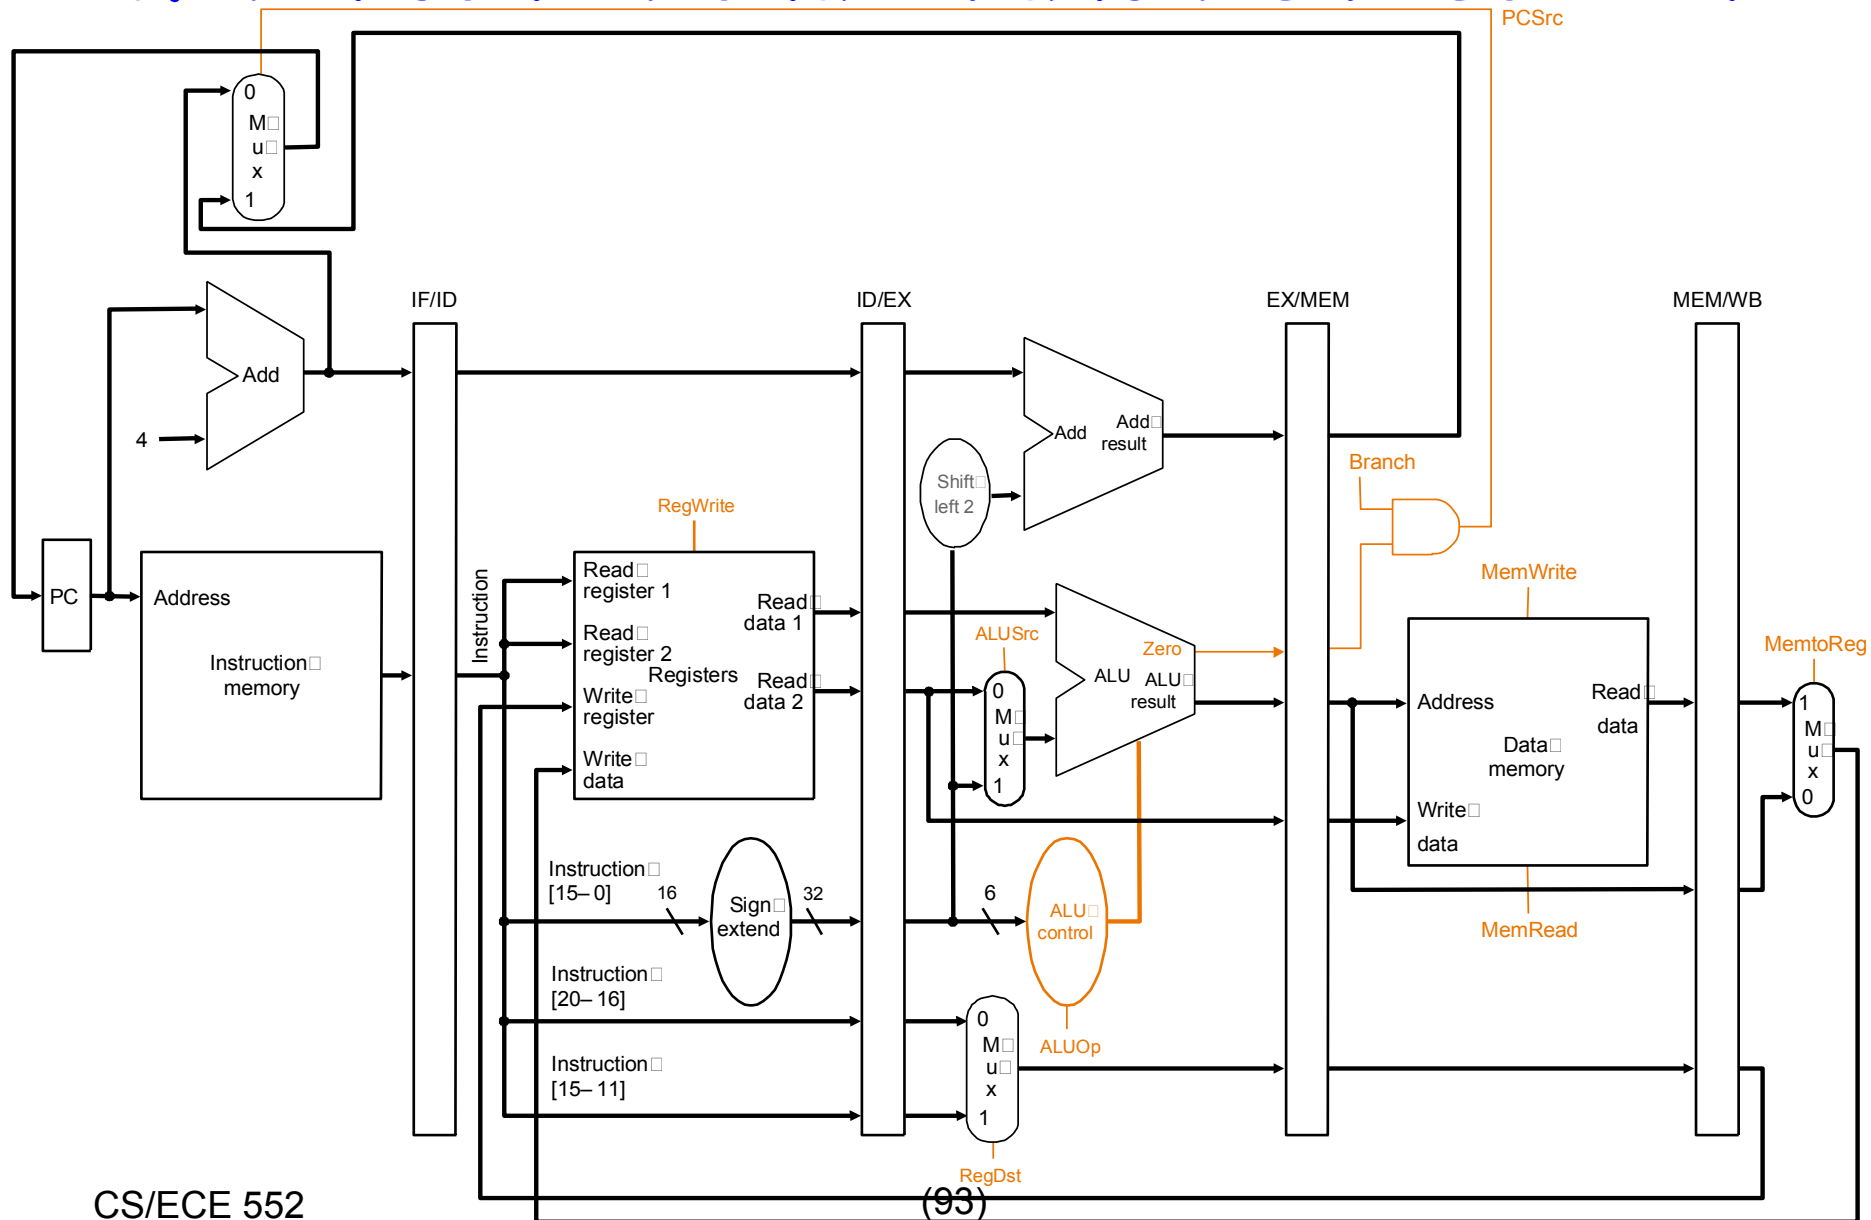 PCSrc
0
M
u
x
1
IF/ID
ID/EX
EX/MEM
MEM/WB
Add
4
Add
Add
result
Shift
left 2
Branch
RegWrite
PC
Address
Instruction
memory
Instruction
Read
register 1
Read
register 2
Write
register
Write
data
Registers
Read
data 1
Read
data 2
ALUSrc
0
M
u
x
1
Zero
ALU
ALU
result
MemWrite
Address
Read
data
Data
memory
Write
data
MemRead
MemtoReg
1
M
u
x
0
Instruction
[15– 0]
16
Sign
extend
32
6
ALU
control
ALUOp
Instruction
[20– 16]
Instruction
[15– 11]
0
M
u
x
1
RegDst
CS/ECE 552
(93)